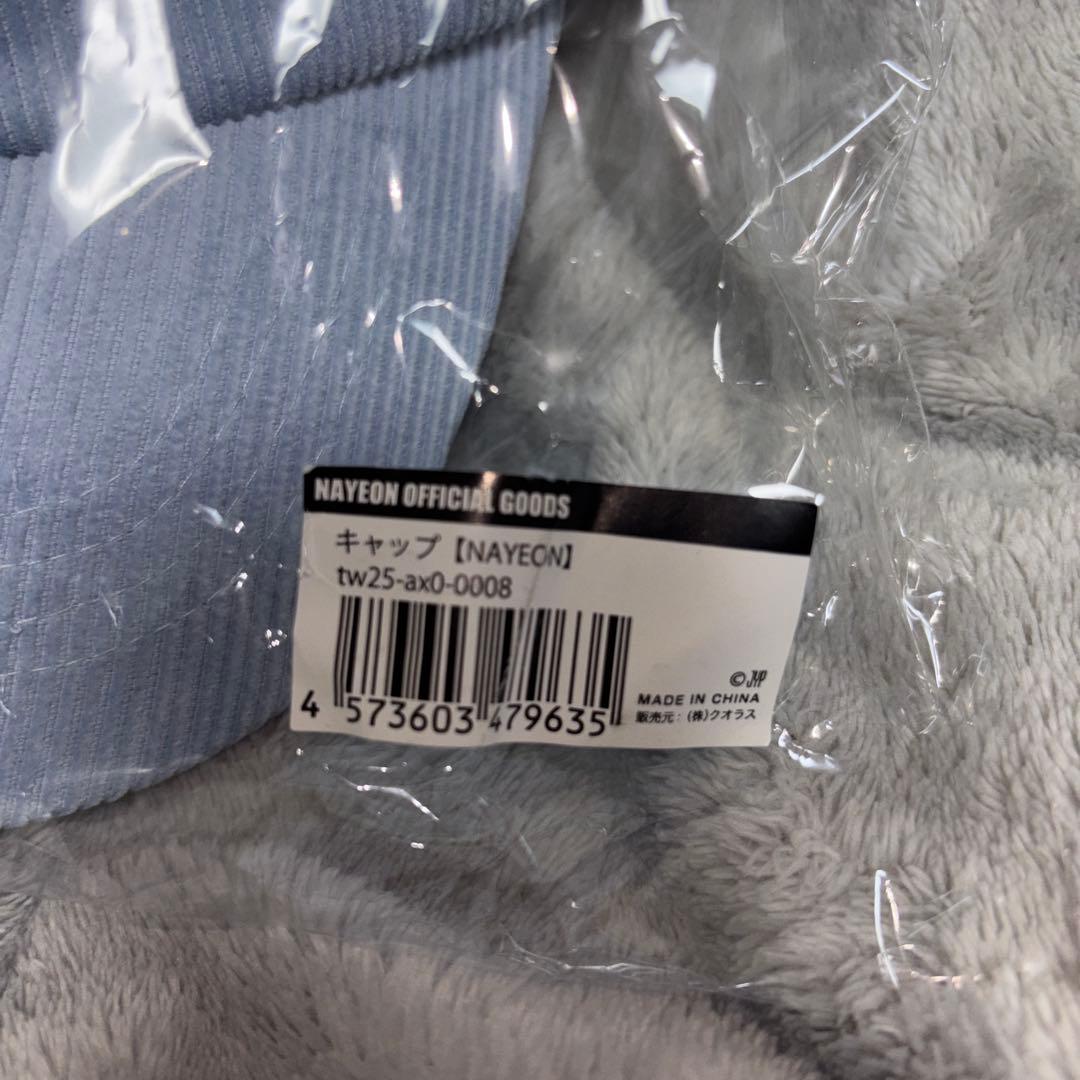 NAYEON OFFICIAL GOODS
キャップ【NAYEON】
tw25-ax0-0008
4 573603 479635
©JYP
MADE IN CHINA
販売元：(株)クオラス